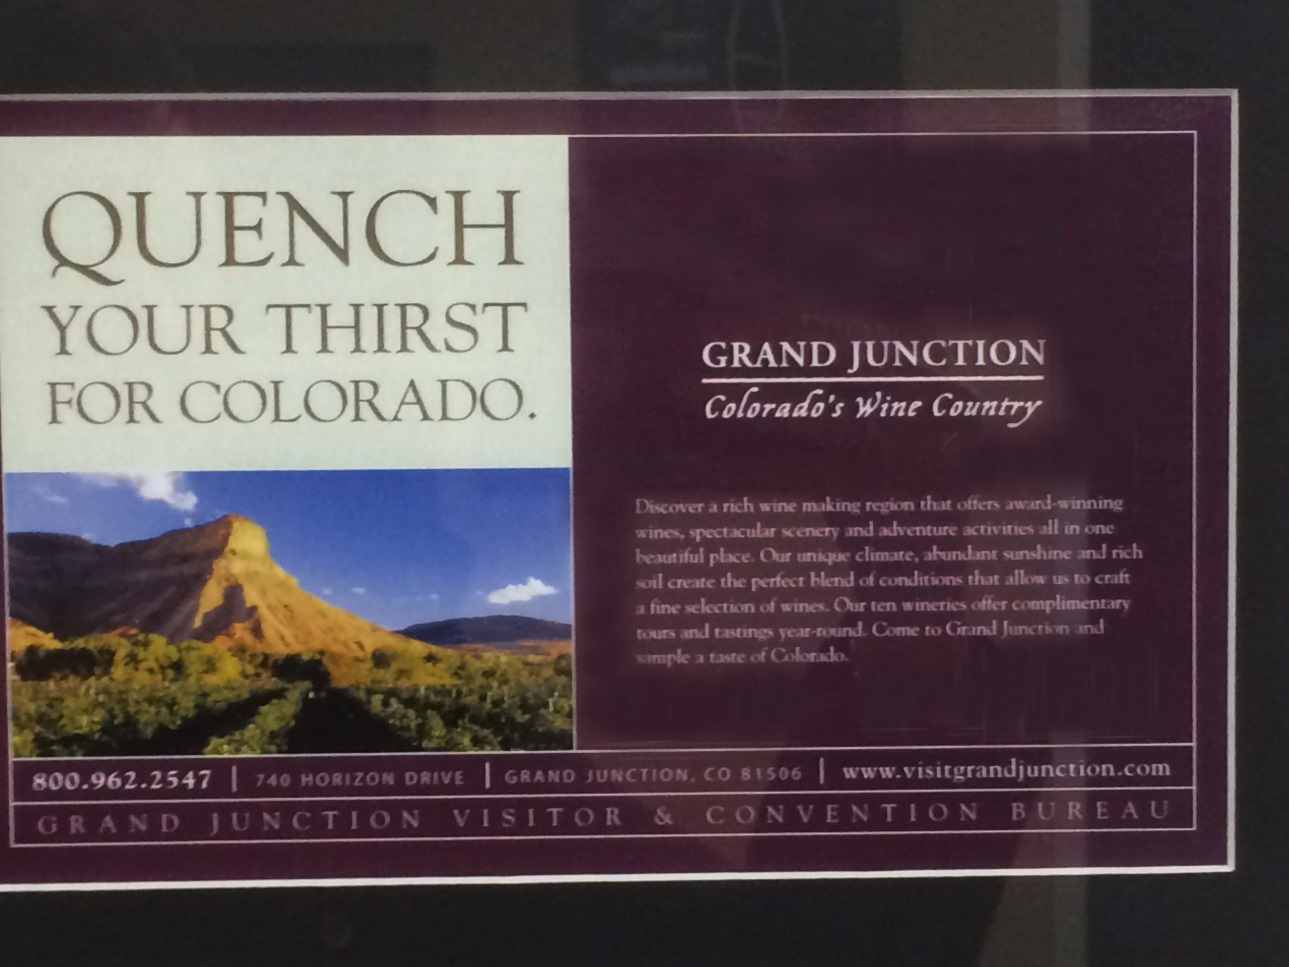 QUENCH
YOUR THIRST
FOR COLORADO.
GRAND JUNCTION
Colorado's Wine Country
Discover a rich wine making region that offers award-winning
wines, spectacular scenery and adventure activities all in one
beautiful place. Our unique climate, abundant sunshine and rich
soil create the perfect blend of conditions that allow us to craft
a fine selection of wines. Our ten wineries offer complimentary
tours and tastings year-round. Come to Grand Junction and
sample a taste of Colorado.
800.962.2547 | 740 HORIZON DRIVE | GRAND JUNCTION, CO 81506 | www.visitgrandjunction.com
GRAND JUNCTION VISITOR & CONVENTION BUREAU